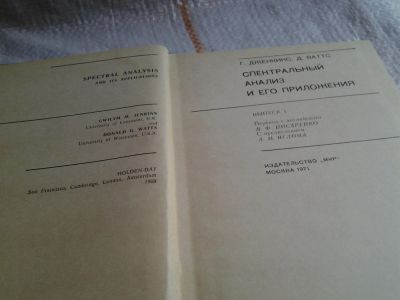 SPECTRAL ANALYSIS
AND ITS APPLICATIONS
GWILYM M. JENKINS
University of Lancaster, U.K.
and
DONALD G. WATTS
University of Wisconsin, U.S.A.
HOLDEN-DAY
San Francisco, Cambridge, London, Amsterdam
1968
Г. ДЖЕНКИНС, Д. ВАТТС
СПЕКТРАЛЬНЫЙ
АНАЛИЗ
И ЕГО ПРИЛОЖЕНИЯ
ВЫПУСК 1
Перевод с английского
В. Ф. ПИСАРЕНКО
С предисловием
А. М. ЯГЛОМА
ИЗДАТЕЛЬСТВО „МИР“
МОСКВА 1971